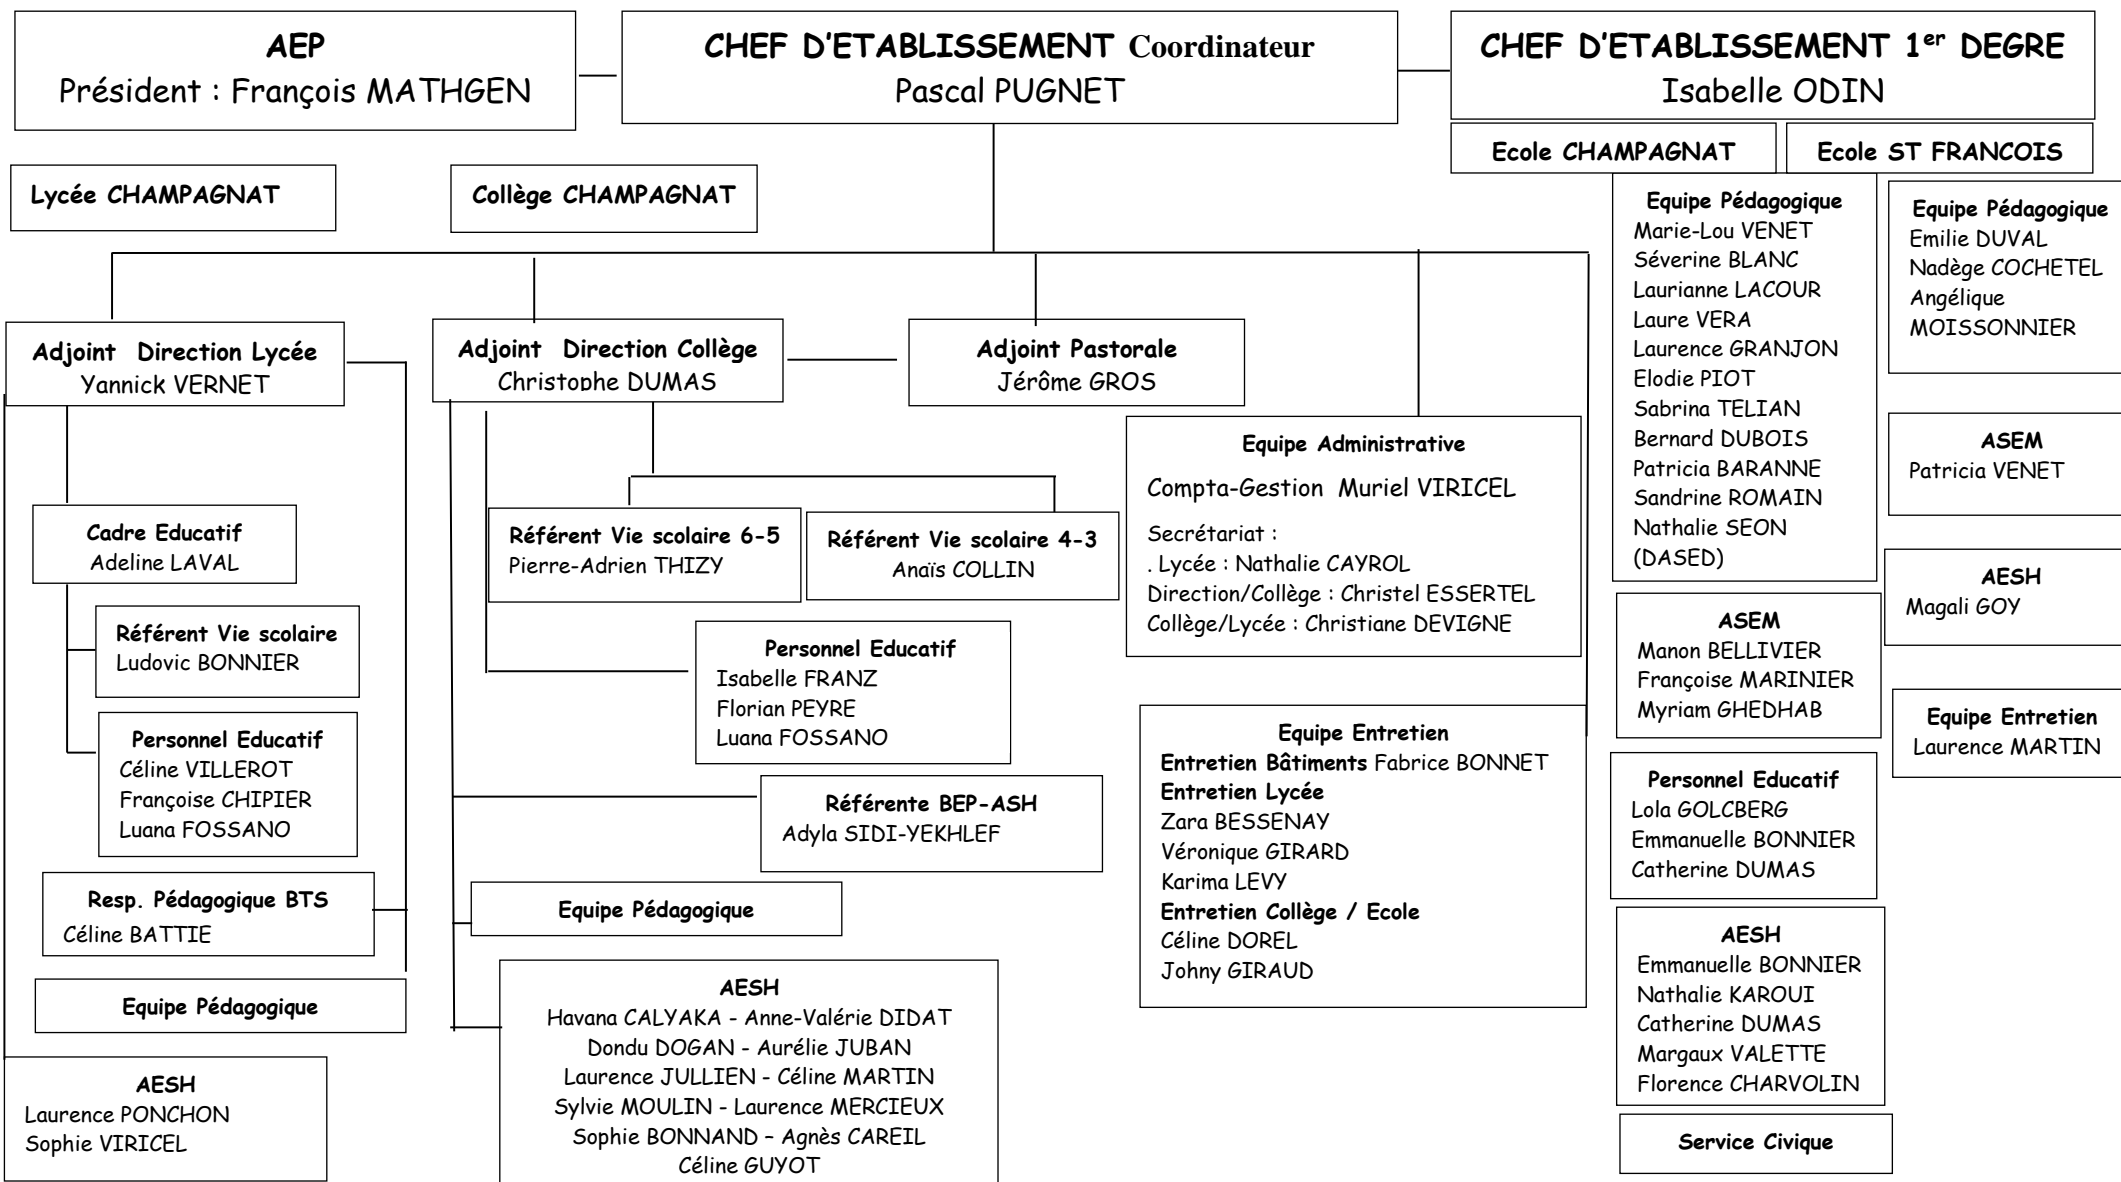 AEP
Président : François MATHGEN
CHEF D'ETABLISSEMENT Coordinateur
Pascal PUGNET
CHEF D'ETABLISSEMENT 1er DEGRE
Isabelle ODIN
Ecole CHAMPAGNAT
Ecole ST FRANCOIS
Lycée CHAMPAGNAT
Collège CHAMPAGNAT
Adjoint Direction Lycée
Yannick VERNET
Adjoint Direction Collège
Christophe DUMAS
Adjoint Pastorale
Jérôme GROS
Cadre Educatif
Adeline LAVAL
Référent Vie scolaire
Ludovic BONNIER
Personnel Educatif
Céline VILLEROT
Françoise CHIPIER
Luana FOSSANO
Resp. Pédagogique BTS
Céline BATTIE
Equipe Pédagogique
AESH
Laurence PONCHON
Sophie VIRICEL
Référent Vie scolaire 6-5
Pierre-Adrien THIZY
Référent Vie scolaire 4-3
Anaïs COLLIN
Personnel Educatif
Isabelle FRANZ
Florian PEYRE
Luana FOSSANO
Référente BEP-ASH
Adyla SIDI-YEKHLEF
Equipe Pédagogique
AESH
Havana CALYAKA - Anne-Valérie DIDAT
Dondu DOGAN - Aurélie JUBAN
Laurence JULLIEN - Céline MARTIN
Sylvie MOULIN - Laurence MERCIEUX
Sophie BONNAND – Agnès CAREIL
Céline GUYOT
Equipe Administrative
Compta-Gestion Muriel VIRICEL
Secrétariat :
. Lycée : Nathalie CAYROL
Direction/Collège : Christel ESSERTEL
Collège/Lycée : Christiane DEVIGNE
Equipe Entretien
Entretien Bâtiments Fabrice BONNET
Entretien Lycée
Zara BESSENAY
Véronique GIRARD
Karima LEVY
Entretien Collège / Ecole
Céline DOREL
Johny GIRAUD
Equipe Pédagogique
Marie-Lou VENET
Séverine BLANC
Laurianne LACOUR
Laure VERA
Laurence GRANJON
Elodie PIOT
Sabrina TELIAN
Bernard DUBOIS
Patricia BARANNE
Sandrine ROMAIN
Nathalie SEON
(DASED)
ASEM
Manon BELLIVIER
Françoise MARINIER
Myriam GHEDHAB
Personnel Educatif
Lola GOLCBERG
Emmanuelle BONNIER
Catherine DUMAS
AESH
Emmanuelle BONNIER
Nathalie KAROUI
Catherine DUMAS
Margaux VALETTE
Florence CHARVOLIN
Service Civique
Equipe Pédagogique
Emilie DUVAL
Nadège COCHETEL
Angélique
MOISSONNIER
ASEM
Patricia VENET
AESH
Magali GOY
Equipe Entretien
Laurence MARTIN